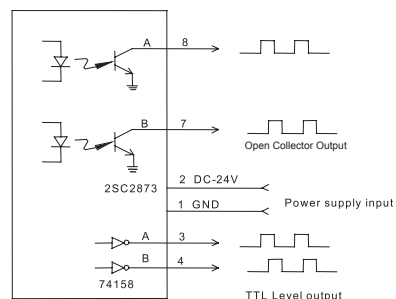 A 8
B 7
Open Collector Output
2SC2873
2 DC-24V
1 GND
Power supply input
A 3
B 4
74158
TTL Level output